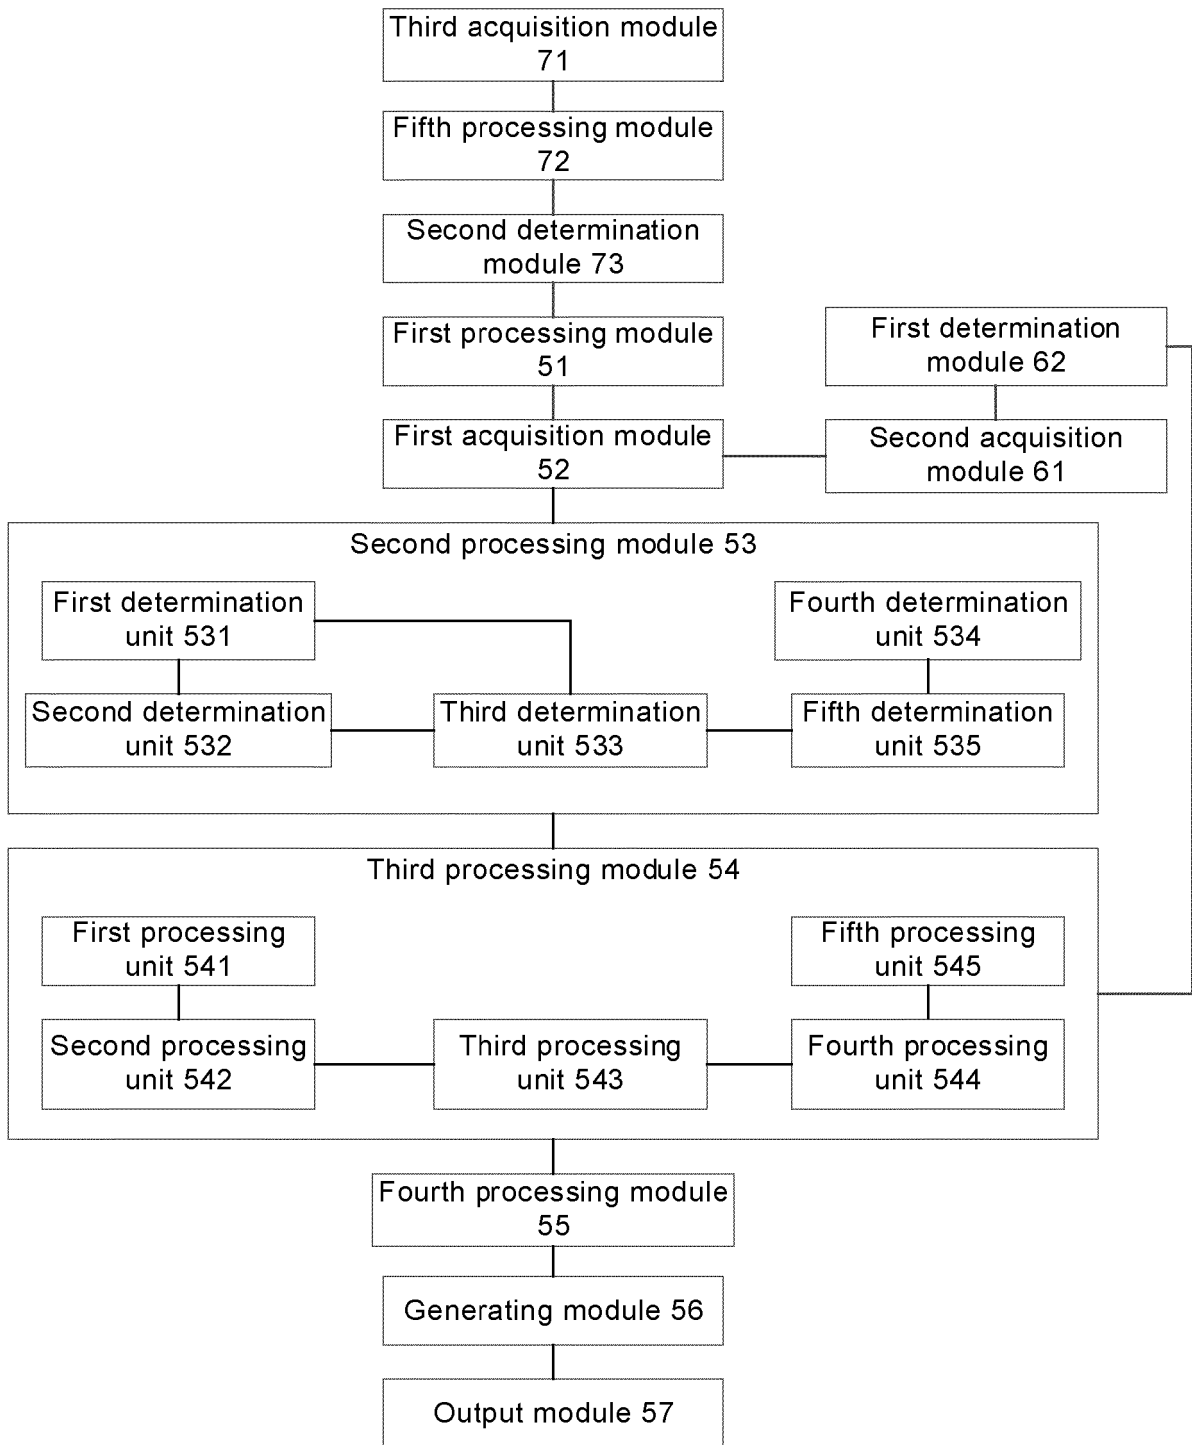 Third acquisition module
71
Fifth processing module
72
Second determination
module 73
First processing module
51
First determination
module 62
First acquisition module
52
Second acquisition
module 61
Second processing module 53
First determination
unit 531
Fourth determination
unit 534
Second determination
unit 532
Third determination
unit 533
Fifth determination
unit 535
Third processing module 54
First processing
unit 541
Fifth processing
unit 545
Second processing
unit 542
Third processing
unit 543
Fourth processing
unit 544
Fourth processing module
55
Generating module 56
Output module 57